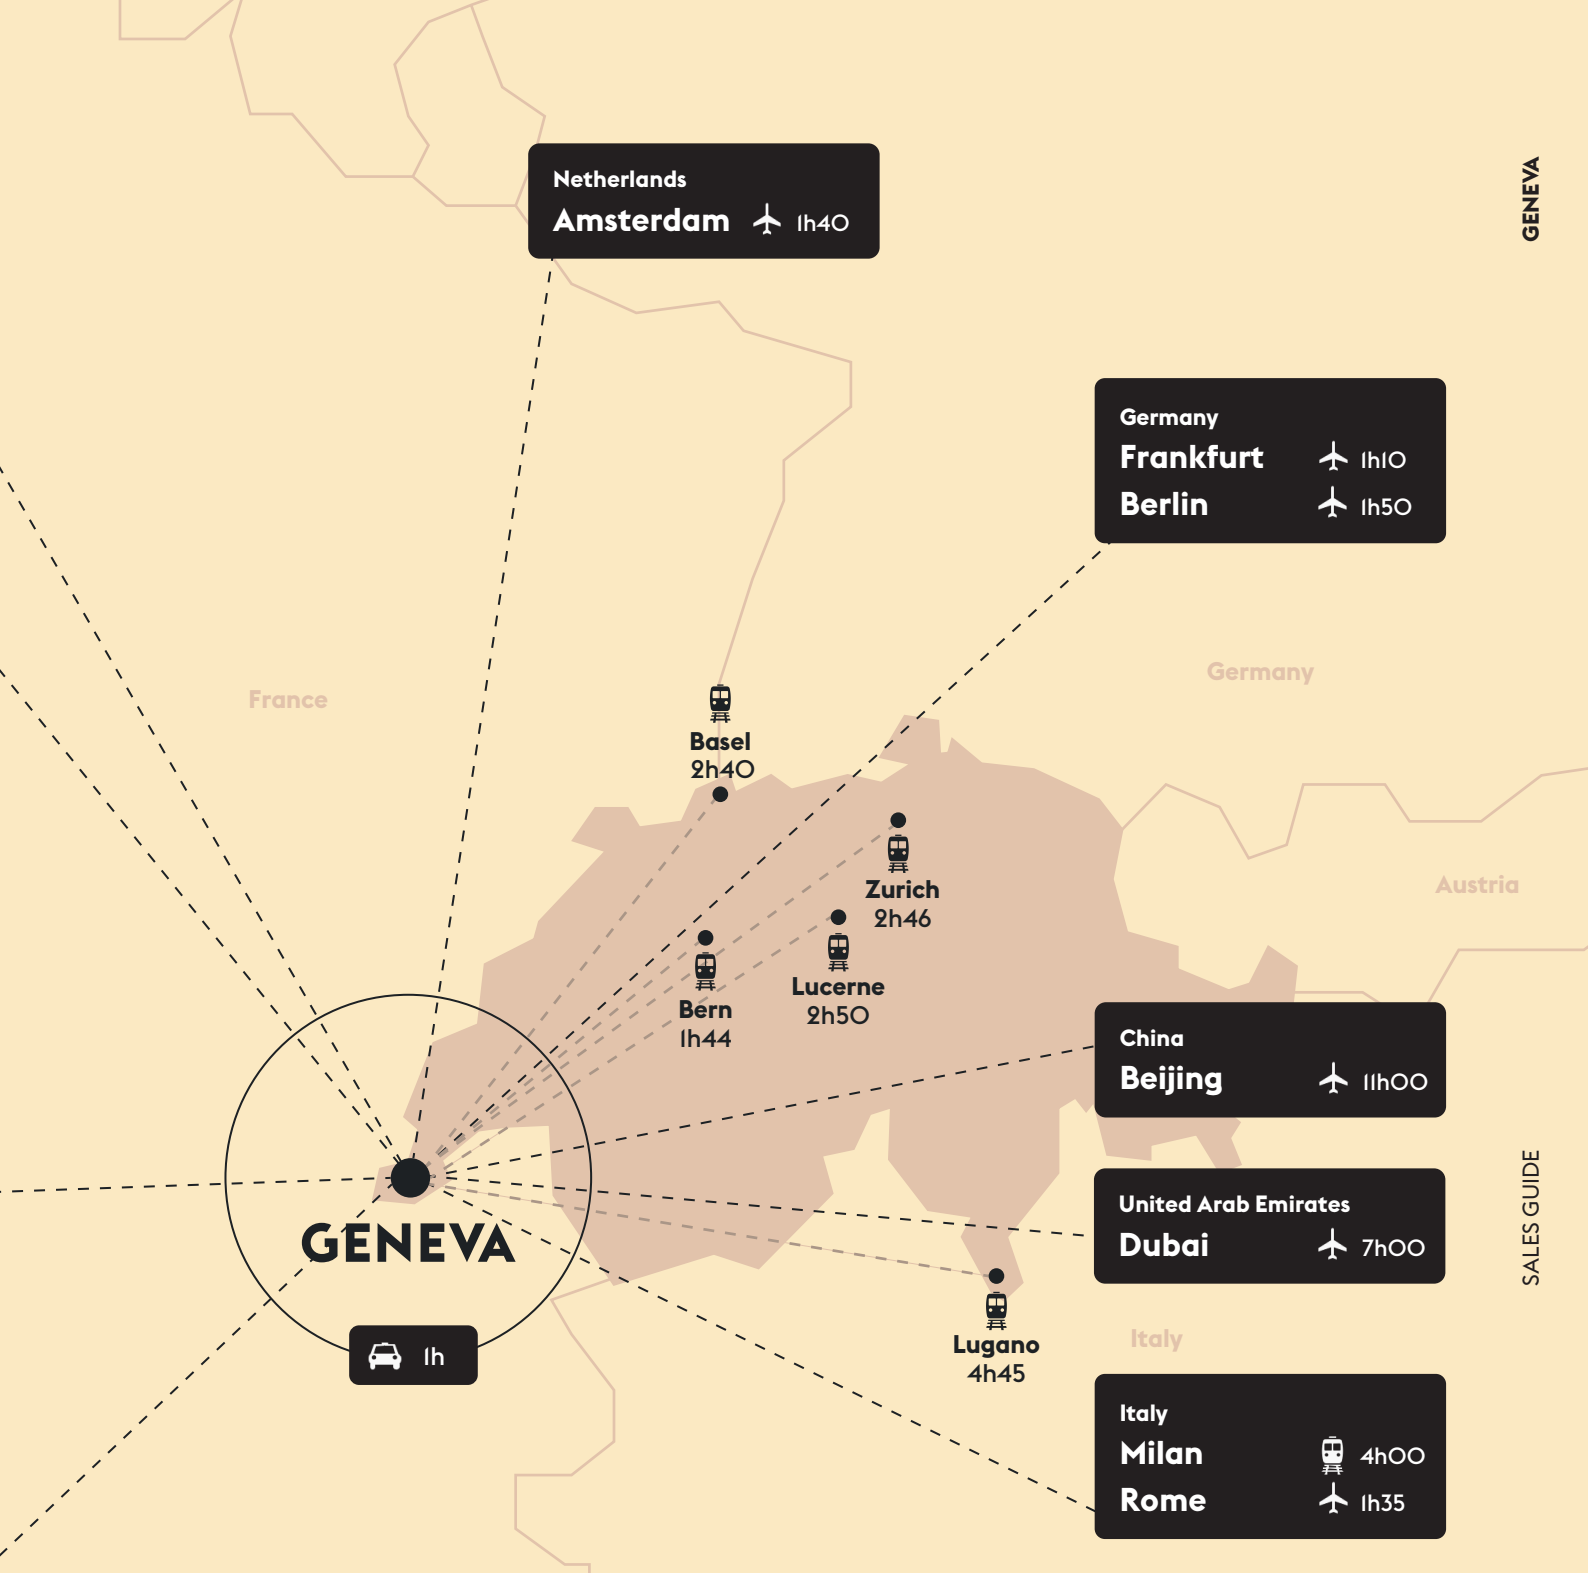 Netherlands
Amsterdam 1h40
GENEVA
Germany
Frankfurt 1h10
Berlin 1h50
France
Germany
Basel
2h40
Zurich
2h46
Austria
Lucerne
2h50
Bern
1h44
China
Beijing 11h00
United Arab Emirates
Dubai 7h00
SALES GUIDE
GENEVA
1h
Lugano
4h45
Italy
Italy
Milan 4h00
Rome 1h35